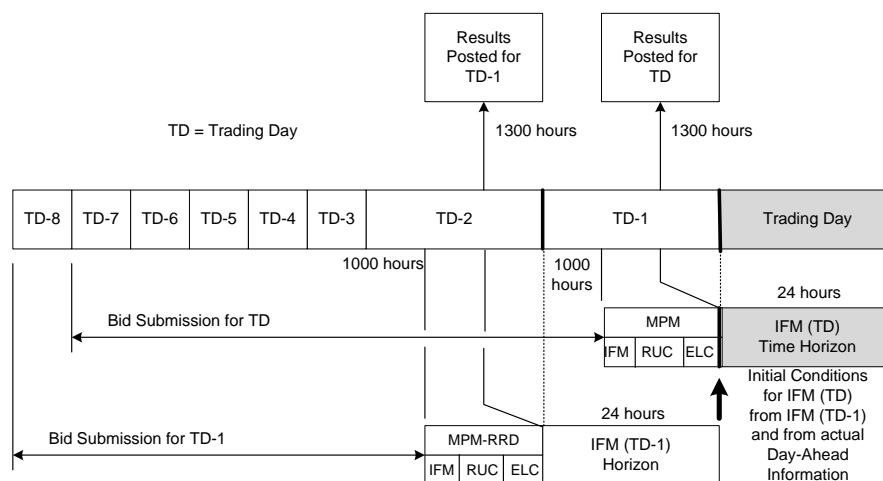 Results
Posted for
TD-1
Results
Posted for
TD
1300 hours
1300 hours
TD = Trading Day
TD-8
TD-7
TD-6
TD-5
TD-4
TD-3
TD-2
TD-1
Trading Day
1000 hours
1000
hours
24 hours
Bid Submission for TD
MPM
IFM
RUC
ELC
IFM (TD)
Time Horizon
Initial Conditions
for IFM (TD)
from IFM (TD-1)
and from actual
Day-Ahead
Information
24 hours
Bid Submission for TD-1
MPM-RRD
IFM
RUC
ELC
IFM (TD-1)
Horizon